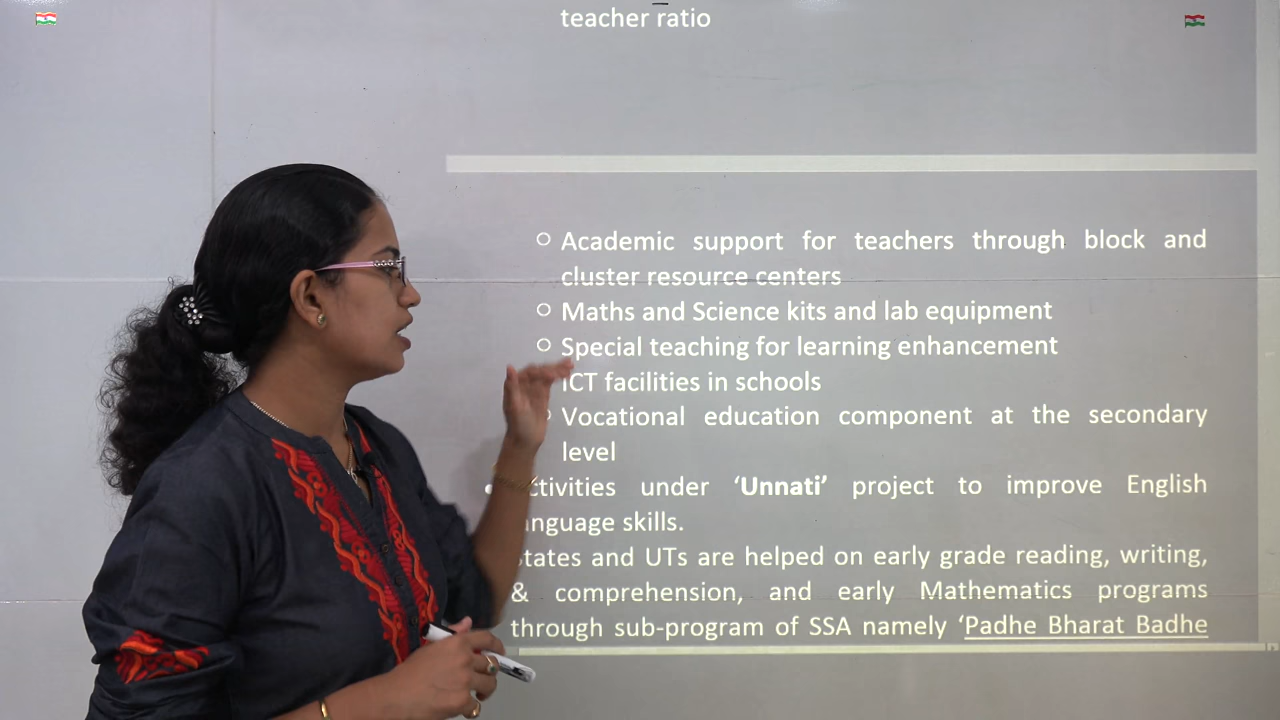 teacher ratio
Academic support for teachers through block and
cluster resource centers
Maths and Science kits and lab equipment
Special teaching for learning enhancement
ICT facilities in schools
Vocational education component at the secondary
level
ctivities under ‘Unnati’ project to improve English
nguage skills.
States and UTs are helped on early grade reading, writing,
& comprehension, and early Mathematics programs
through sub-program of SSA namely ‘Padhe Bharat Badhe